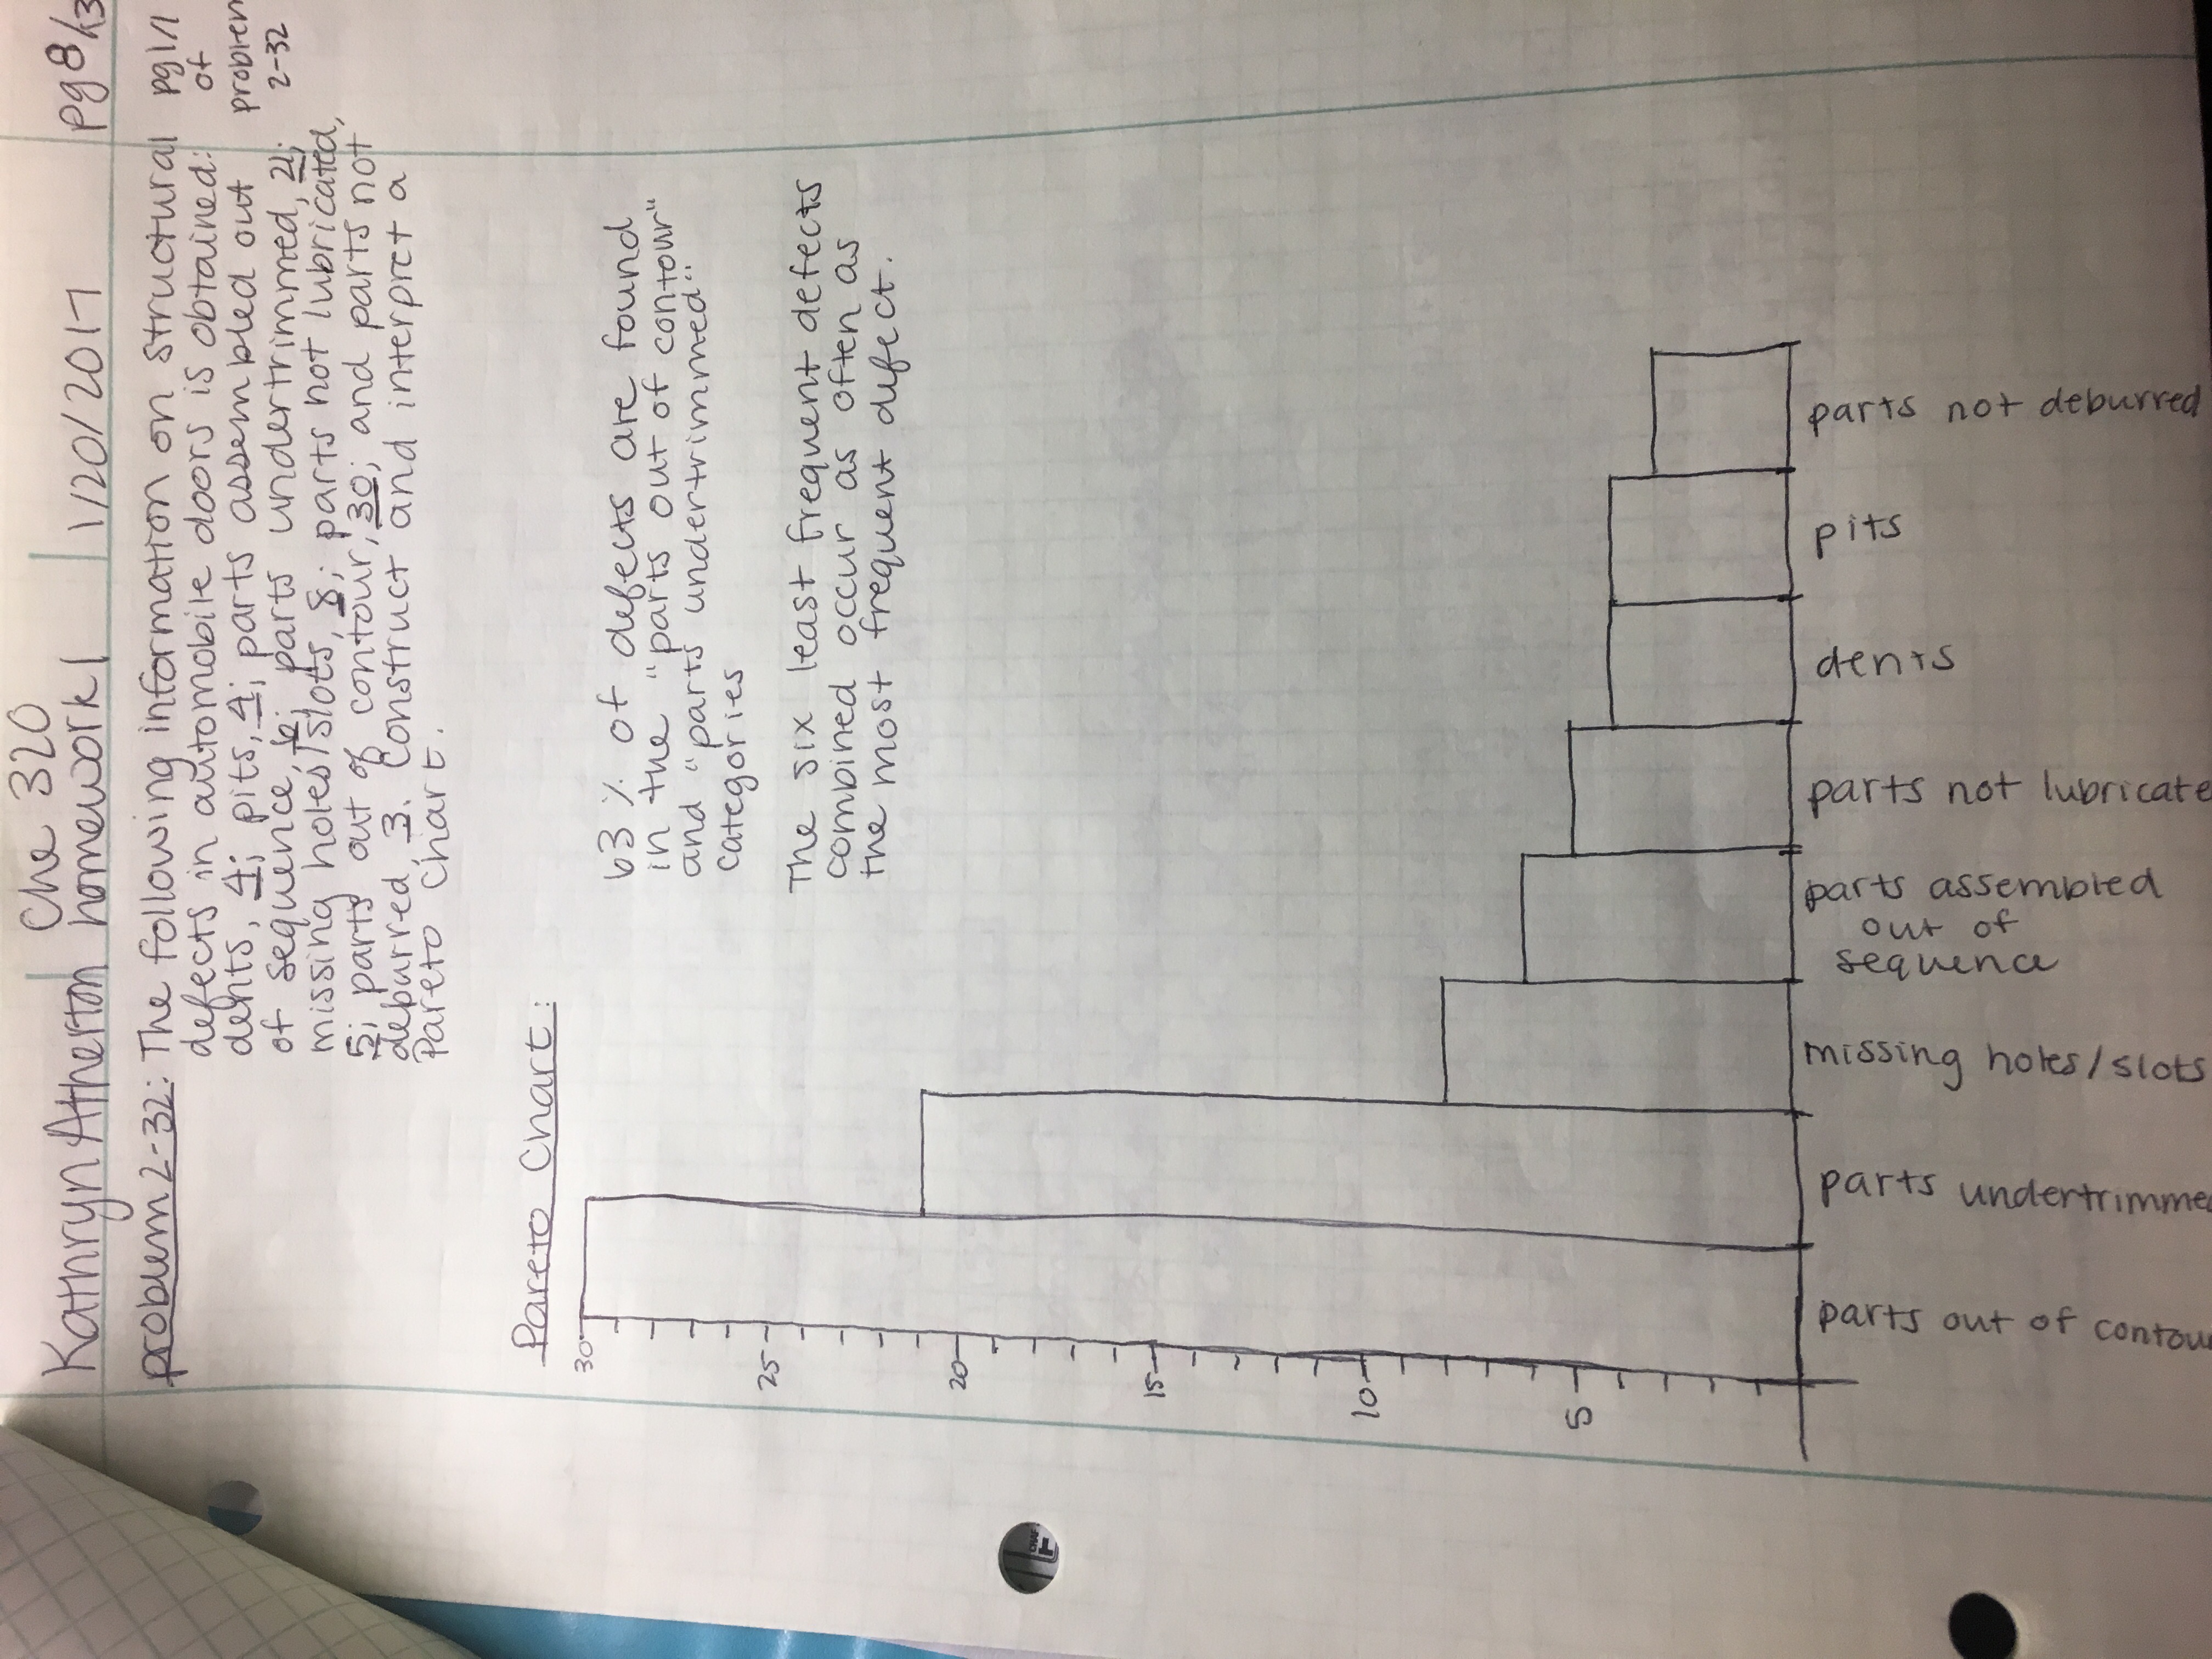 Kathryn Atherton
Che 320
homework 1
1/20/2017
pg 8/13
problem 2-32: The following information on structural
defects in automobile doors is obtained:
dents, 4; pits, 4; parts assembled out
of sequence, 6; parts undertrimmed, 21;
missing holes/slots, 8; parts not lubricated,
5; parts out of contour, 30; and parts not
deburred, 3. Construct and interpret a
Pareto Chart.
pg 1/1
of
problem
2-32
Pareto Chart:
63% of defects are found
in the "parts out of contour"
and "parts undertrimmed"
categories
The six least frequent defects
combined occur as often as
the most frequent defect.
30
25
20
15
10
5
parts out of contour
parts undertrimme
missing holes/slots
parts assembled
out of
sequence
parts not lubricate
dents
pits
parts not deburred